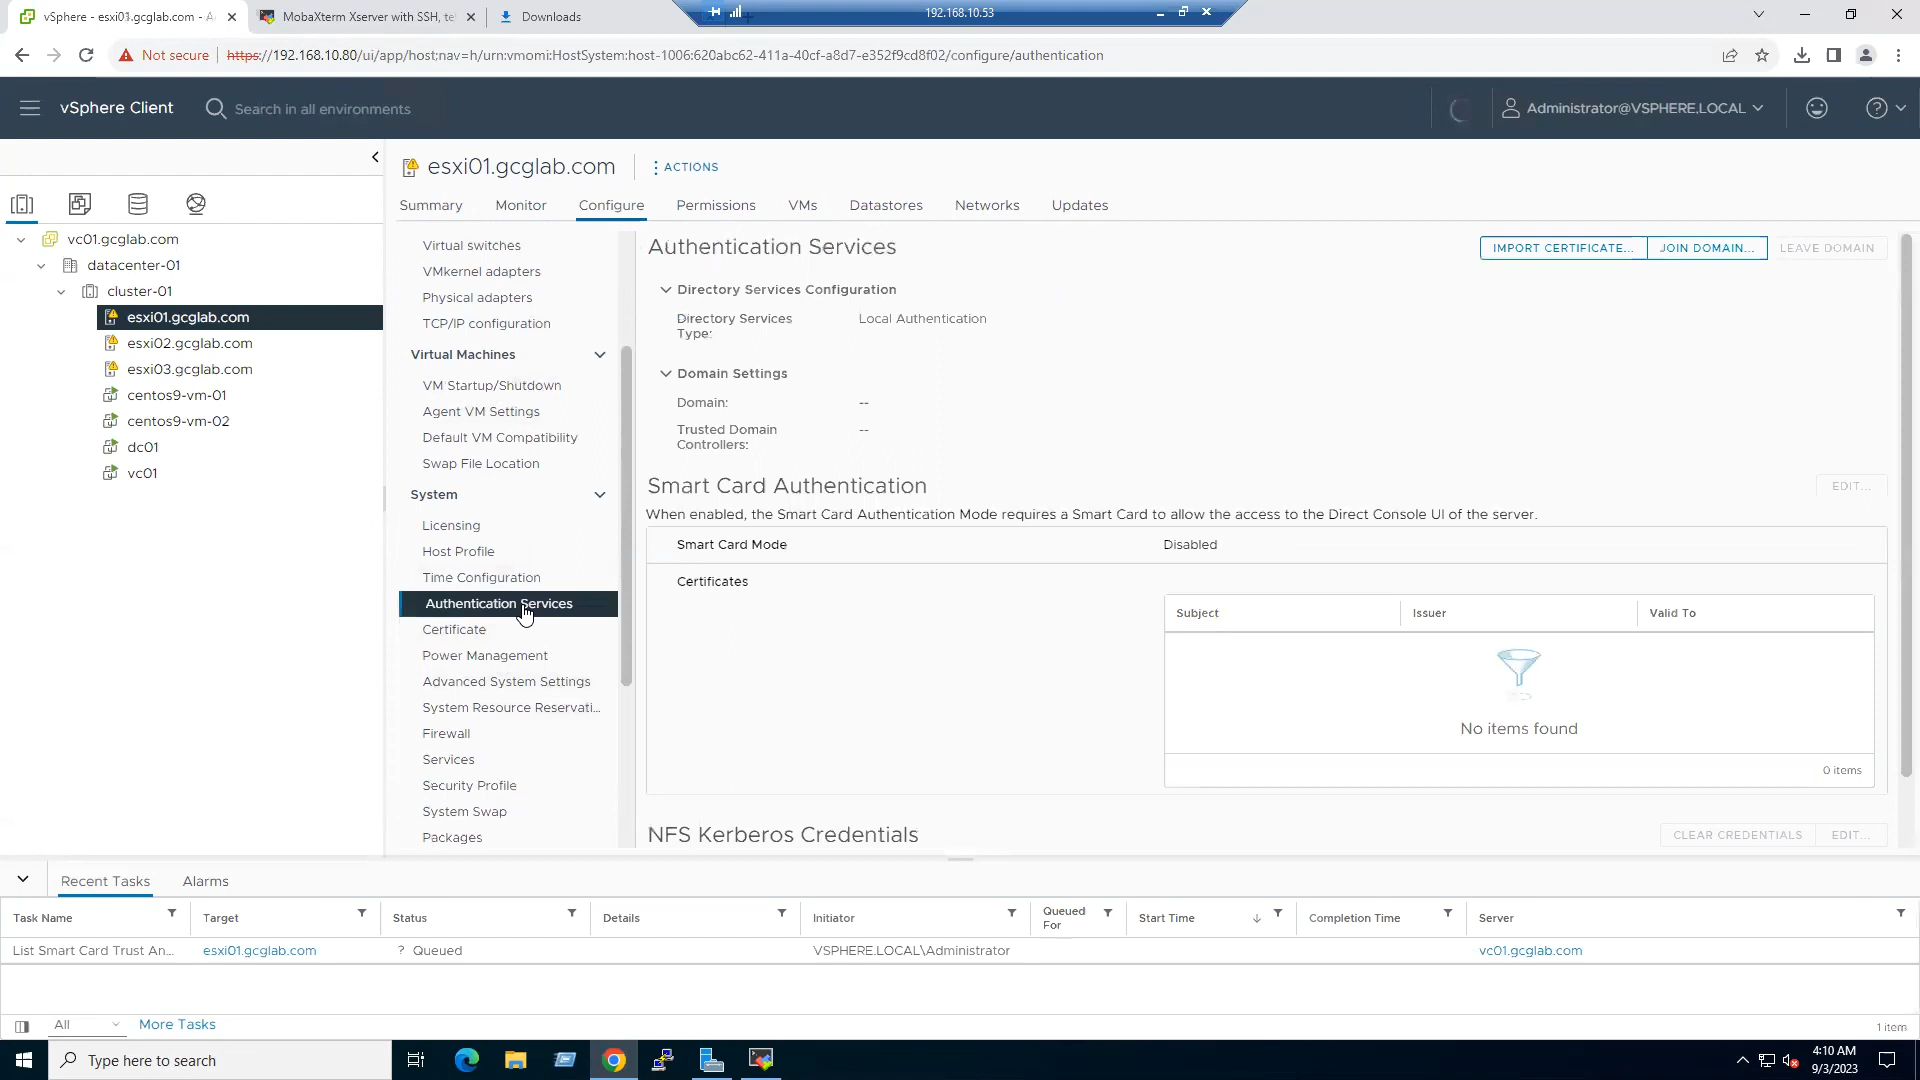 vSphere - esxi01.gcglab.com - A
MobaXterm Xserver with SSH, te
Downloads
192.168.10.53
Not secure
https://192.168.10.80/ui/app/host;nav=h/urn:vmomi:HostSystem:host-1006:620abc62-411a-40cf-a8d7-e352f9cd8f02/configure/authentication
vSphere Client
Search in all environments
Administrator@VSPHERE.LOCAL
esxi01.gcglab.com
ACTIONS
Summary
Monitor
Configure
Permissions
VMs
Datastores
Networks
Updates
vc01.gcglab.com
datacenter-01
cluster-01
esxi01.gcglab.com
esxi02.gcglab.com
esxi03.gcglab.com
centos9-vm-01
centos9-vm-02
dc01
vc01
Virtual switches
VMkernel adapters
Physical adapters
TCP/IP configuration
Virtual Machines
VM Startup/Shutdown
Agent VM Settings
Default VM Compatibility
Swap File Location
System
Licensing
Host Profile
Time Configuration
Authentication Services
Certificate
Power Management
Advanced System Settings
System Resource Reservati...
Firewall
Services
Security Profile
System Swap
Packages
Authentication Services
IMPORT CERTIFICATE...
JOIN DOMAIN...
LEAVE DOMAIN
Directory Services Configuration
Directory Services Type:
Local Authentication
Domain Settings
Domain:
--
Trusted Domain Controllers:
--
Smart Card Authentication
EDIT...
When enabled, the Smart Card Authentication Mode requires a Smart Card to allow the access to the Direct Console UI of the server.
Smart Card Mode
Disabled
Certificates
Subject
Issuer
Valid To
No items found
0 items
NFS Kerberos Credentials
CLEAR CREDENTIALS
EDIT...
Recent Tasks
Alarms
Task Name
Target
Status
Details
Initiator
Queued For
Start Time
Completion Time
Server
List Smart Card Trust An...
esxi01.gcglab.com
? Queued
VSPHERE.LOCAL\Administrator
vc01.gcglab.com
All
More Tasks
1 item
Type here to search
4:10 AM
9/3/2023